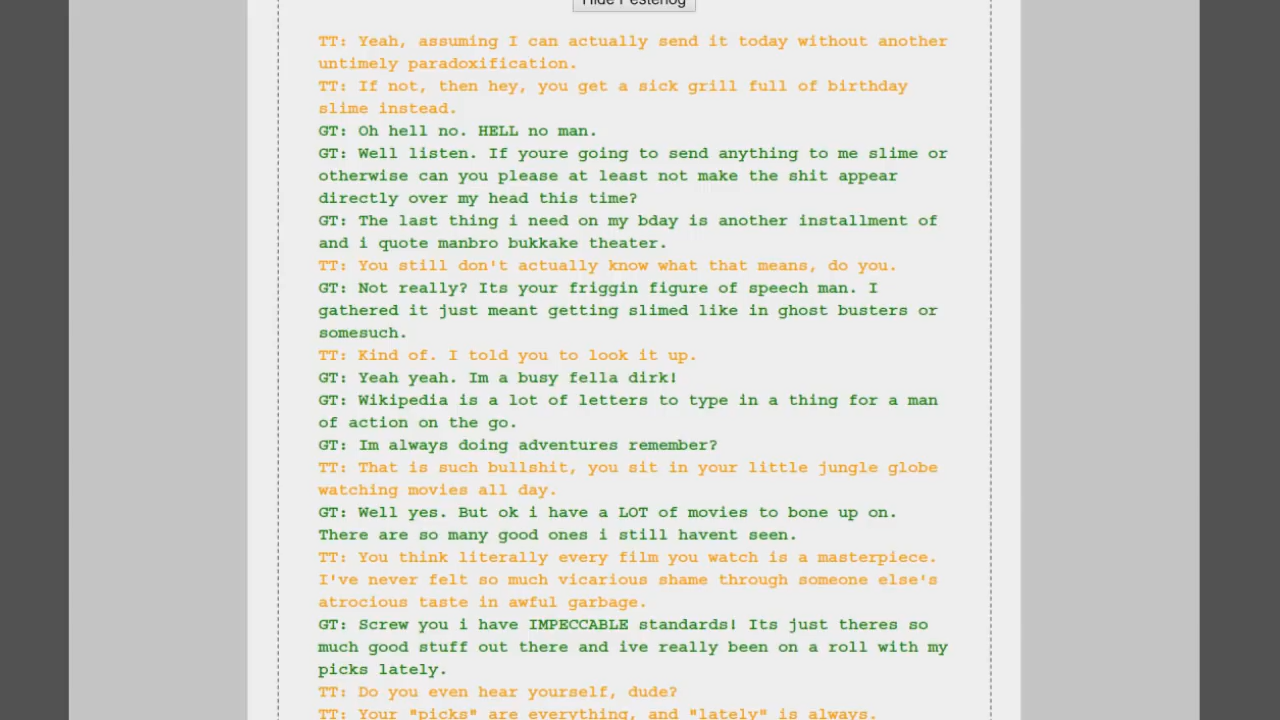 Hide Pesterlog
TT: Yeah, assuming I can actually send it today without another
untimely paradoxification.
TT: If not, then hey, you get a sick grill full of birthday
slime instead.
GT: Oh hell no. HELL no man.
GT: Well listen. If youre going to send anything to me slime or
otherwise can you please at least not make the shit appear
directly over my head this time?
GT: The last thing i need on my bday is another installment of
and i quote manbro bukkake theater.
TT: You still don't actually know what that means, do you.
GT: Not really? Its your friggin figure of speech man. I
gathered it just meant getting slimed like in ghost busters or
somesuch.
TT: Kind of. I told you to look it up.
GT: Yeah yeah. Im a busy fella dirk!
GT: Wikipedia is a lot of letters to type in a thing for a man
of action on the go.
GT: Im always doing adventures remember?
TT: That is such bullshit, you sit in your little jungle globe
watching movies all day.
GT: Well yes. But ok i have a LOT of movies to bone up on.
There are so many good ones i still havent seen.
TT: You think literally every film you watch is a masterpiece.
I've never felt so much vicarious shame through someone else's
atrocious taste in awful garbage.
GT: Screw you i have IMPECCABLE standards! Its just theres so
much good stuff out there and ive really been on a roll with my
picks lately.
TT: Do you even hear yourself, dude?
TT: Your "picks" are everything, and "lately" is always.